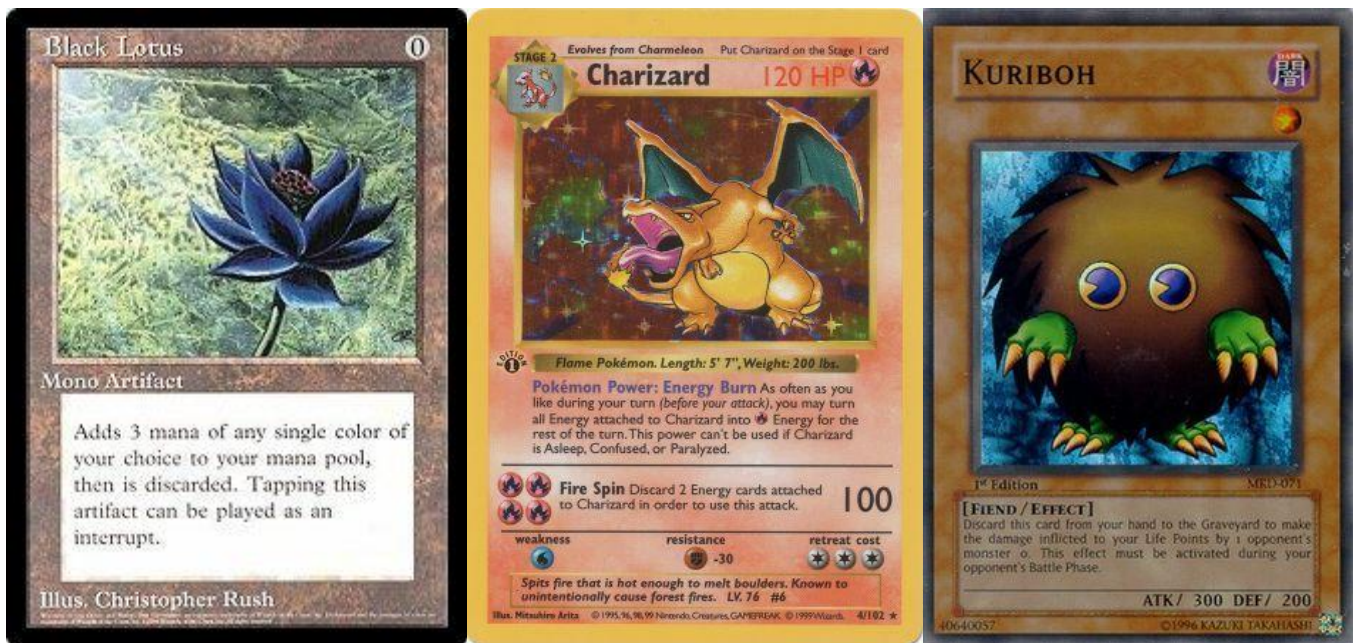 Black Lotus 0
Mono Artifact
Adds 3 mana of any single color of
your choice to your mana pool,
then is discarded. Tapping this
artifact can be played as an
interrupt.
Illus. Christopher Rush
STAGE 2
Evolves from Charmeleon Put Charizard on the Stage 1 card
Charizard 120 HP
EDITION
1
Flame Pokémon. Length: 5' 7", Weight: 200 lbs.
Pokémon Power: Energy Burn As often as you
like during your turn (before your attack), you may turn
all Energy attached to Charizard into Energy for the
rest of the turn. This power can't be used if Charizard
is Asleep, Confused, or Paralyzed.
Fire Spin Discard 2 Energy cards attached
to Charizard in order to use this attack. 100
weakness resistance retreat cost
-30
Spits fire that is hot enough to melt boulders. Known to
unintentionally cause forest fires. LV. 76 #6
Illus. Mitsuhiro Arita © 1995, 96, 98, 99 Nintendo, Creatures, GAMEFREAK. © 1999 Wizards. 4/102
KURIBOH
DARK
闇
1st Edition MRD-071
[FIEND / EFFECT]
Discard this card from your hand to the Graveyard to make
the damage inflicted to your Life Points by 1 opponent's
monster 0. This effect must be activated during your
opponent's Battle Phase.
ATK/ 300 DEF/ 200
40640057 ©1996 KAZUKI TAKAHASHI